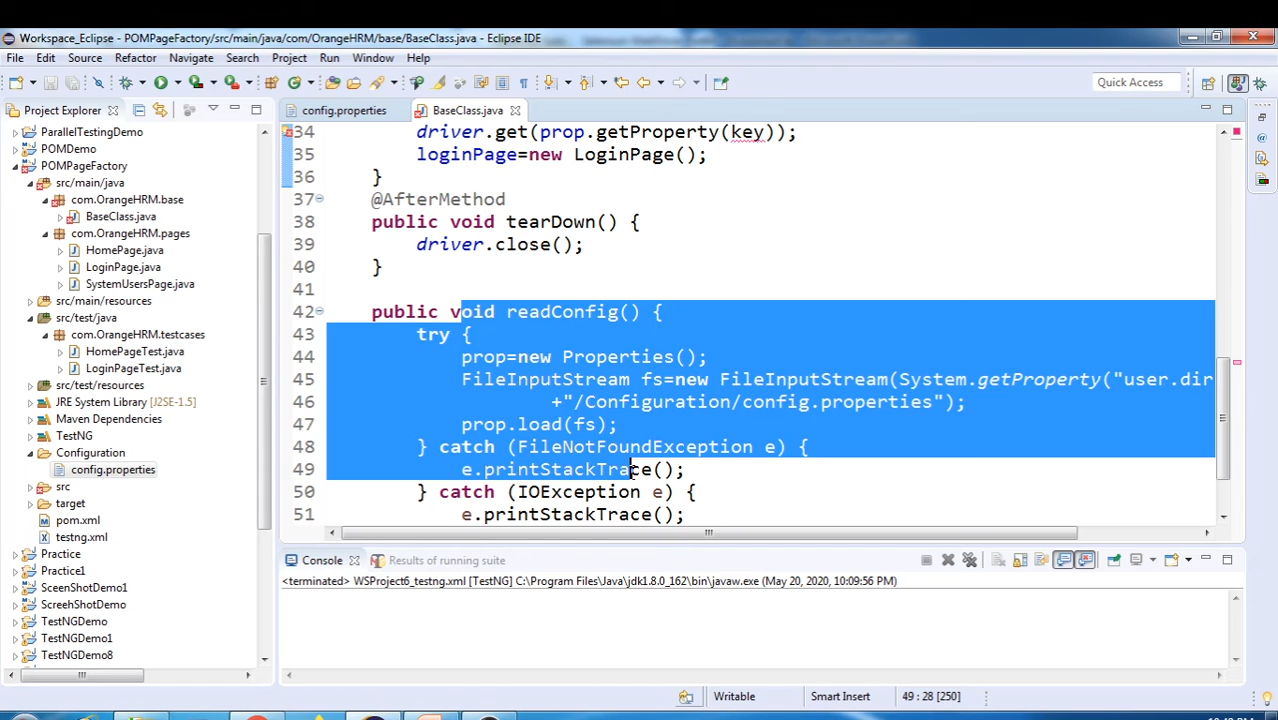 Workspace_Eclipse - POMPageFactory/src/main/java/com/OrangeHRM/base/BaseClass.java - Eclipse IDE
File Edit Source Refactor Navigate Search Project Run Window Help
Quick Access
Project Explorer
config.properties
BaseClass.java
ParallelTestingDemo
POMDemo
POMPageFactory
src/main/java
com.OrangeHRM.base
BaseClass.java
com.OrangeHRM.pages
HomePage.java
LoginPage.java
SystemUsersPage.java
src/main/resources
src/test/java
com.OrangeHRM.testcases
HomePageTest.java
LoginPageTest.java
src/test/resources
JRE System Library [J2SE-1.5]
Maven Dependencies
TestNG
Configuration
config.properties
src
target
pom.xml
testng.xml
Practice
Practice1
SceenShotDemo1
ScreehShotDemo
TestNGDemo
TestNGDemo1
TestNGDemo8
34 driver.get(prop.getProperty(key));
35 loginPage=new LoginPage();
36 }
37 @AfterMethod
38 public void tearDown() {
39 driver.close();
40 }
41
42 public void readConfig() {
43 try {
44 prop=new Properties();
45 FileInputStream fs=new FileInputStream(System.getProperty("user.dir
46 +"/Configuration/config.properties");
47 prop.load(fs);
48 } catch (FileNotFoundException e) {
49 e.printStackTrace();
50 } catch (IOException e) {
51 e.printStackTrace();
Console
Results of running suite
<terminated> WSProject6_testng.xml [TestNG] C:\Program Files\Java\jdk1.8.0_162\bin\javaw.exe (May 20, 2020, 10:09:56 PM)
Writable
Smart Insert
49 : 28 [250]